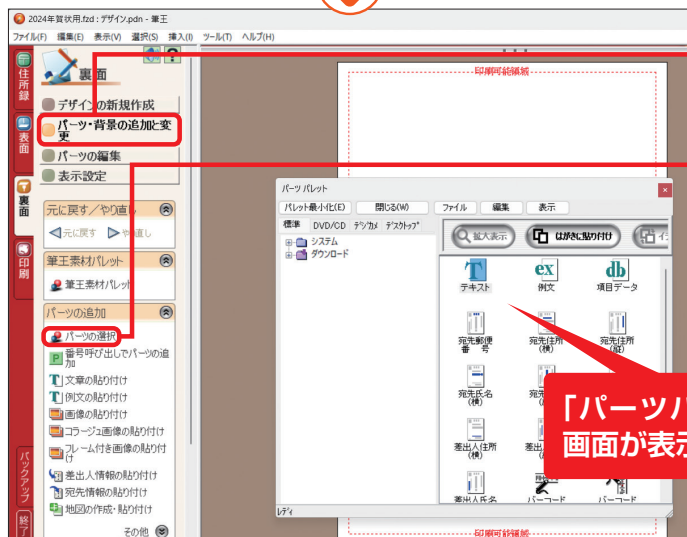 2024年賀状用.fzd : デザイン.pdn - 筆王
ファイル(F) 編集(E) 表示(V) 選択(S) 挿入(I) ツール(T) ヘルプ(H)
住所録
表面
裏面
印刷
バックアップ
終了
裏面
デザインの新規作成
パーツ・背景の追加と変更
パーツの編集
表示設定
元に戻す/やり直し
元に戻す やり直し
筆王素材パレット
筆王素材パレット
パーツの追加
パーツの選択
番号呼び出しでパーツの追加
文章の貼り付け
例文の貼り付け
画像の貼り付け
コラージュ画像の貼り付け
フレーム付き画像の貼り付け
差出人情報の貼り付け
宛先情報の貼り付け
地図の作成・貼り付け
その他
印刷可能領域
パーツ パレット
パレット最小化(E) 閉じる(W) ファイル 編集 表示
標準 DVD/CD デジカメ デスクトップ
システム
ダウンロード
拡大表示 はがきに貼り付け
テキスト
例文
項目データ
宛先郵便番号
宛先住所(横)
宛先住所(縦)
宛先氏名(横)
差出人住所(横)
差出人氏名
バーコード
バーコード
レディ
「パーツパ
画面が表示
印刷可能領域